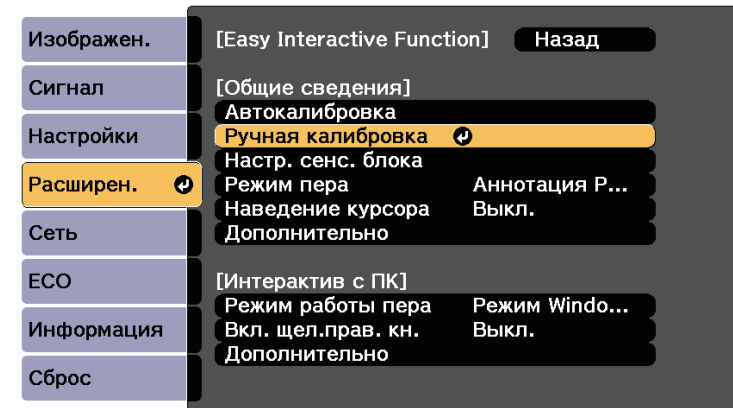 Изображен.
Сигнал
Настройки
Расширен.
Сеть
ECO
Информация
Сброс
[Easy Interactive Function] Назад
[Общие сведения]
Автокалибровка
Ручная калибровка
Настр. сенс. блока
Режим пера Аннотация Р...
Наведение курсора Выкл.
Дополнительно
[Интерактив с ПК]
Режим работы пера Режим Windo...
Вкл. щел.прав. кн. Выкл.
Дополнительно